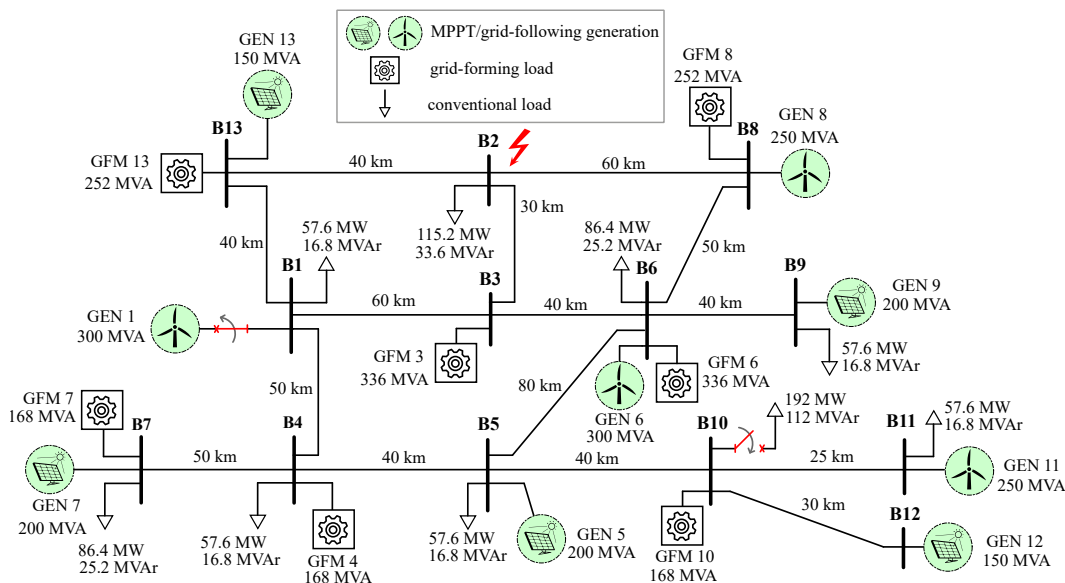 GEN 13
150 MVA
MPPT/grid-following generation
grid-forming load
conventional load
GFM 8
252 MVA
GEN 8
250 MVA
B13
B2
B8
GFM 13
252 MVA
40 km
60 km
30 km
115.2 MW
33.6 MVAr
40 km
57.6 MW
16.8 MVAr
86.4 MW
25.2 MVAr
50 km
B1
B3
B6
B9
GEN 9
200 MVA
60 km
40 km
40 km
GEN 1
300 MVA
GFM 3
336 MVA
GFM 6
336 MVA
57.6 MW
16.8 MVAr
50 km
80 km
GEN 6
300 MVA
192 MW
112 MVAr
57.6 MW
16.8 MVAr
GFM 7
168 MVA
B7
B4
B5
B10
B11
50 km
40 km
40 km
25 km
GEN 7
200 MVA
GEN 11
250 MVA
30 km
B12
86.4 MW
25.2 MVAr
57.6 MW
16.8 MVAr
GFM 4
168 MVA
57.6 MW
16.8 MVAr
GEN 5
200 MVA
GFM 10
168 MVA
GEN 12
150 MVA